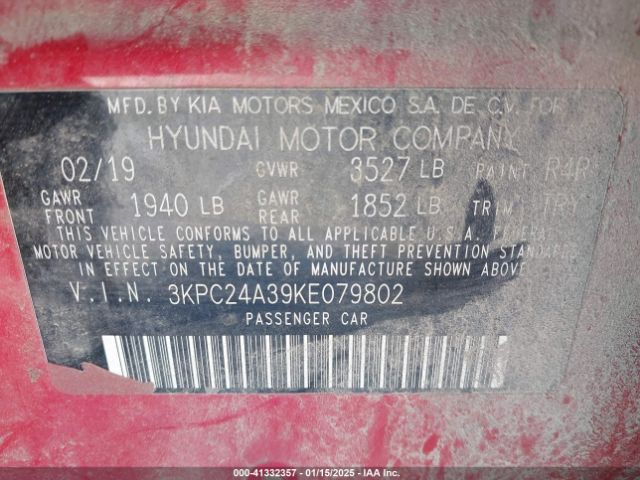 MFD. BY KIA MOTORS MEXICO S.A. DE C.V. FOR
HYUNDAI MOTOR COMPANY
02/19 GVWR 3527 LB PAINT R4R
GAWR FRONT 1940 LB GAWR REAR 1852 LB TRIM TRY
THIS VEHICLE CONFORMS TO ALL APPLICABLE U.S.A. FEDERAL
MOTOR VEHICLE SAFETY, BUMPER, AND THEFT PREVENTION STANDARDS
IN EFFECT ON THE DATE OF MANUFACTURE SHOWN ABOVE
V.I.N. 3KPC24A39KE079802
PASSENGER CAR
000-41332357 - 01/15/2025 - IAA Inc.